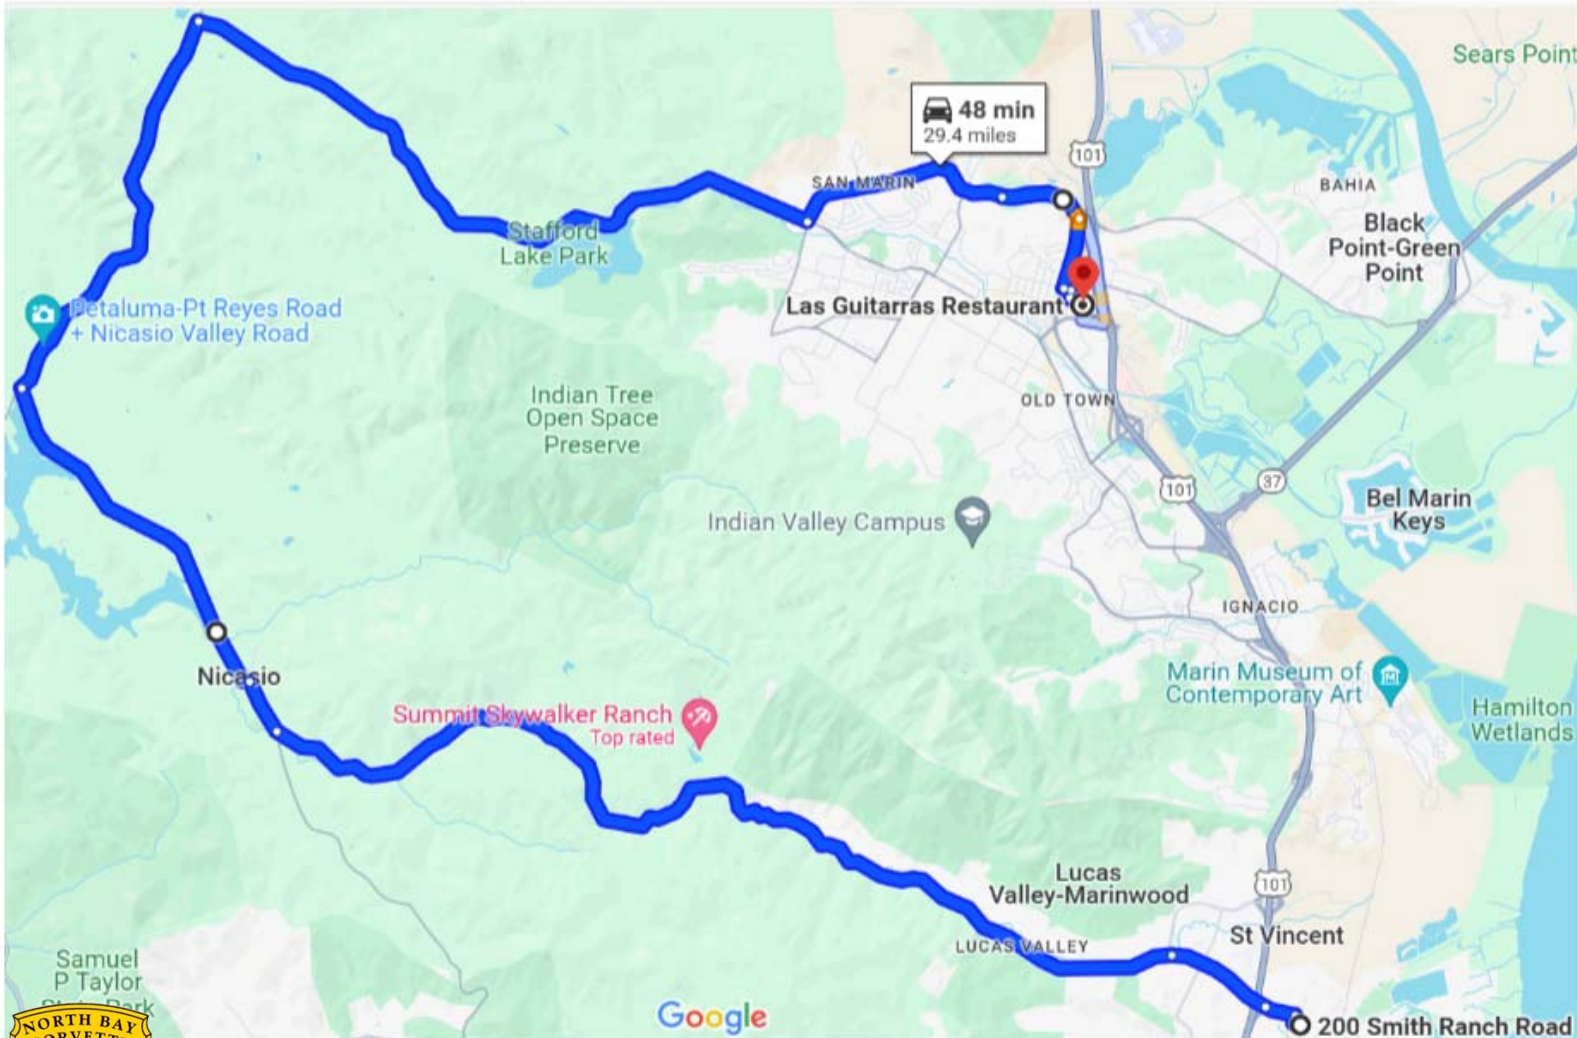 Sears Point
48 min
29.4 miles
101
SAN MARIN
BAHIA
Black
Point-Green
Point
Stafford
Lake Park
Las Guitarras Restaurant
Petaluma-Pt Reyes Road
+ Nicasio Valley Road
Indian Tree
Open Space
Preserve
OLD TOWN
101
37
Bel Marin
Keys
Indian Valley Campus
IGNACIO
Nicasio
Marin Museum of
Contemporary Art
Hamilton
Wetlands
Summit Skywalker Ranch
Top rated
Lucas
Valley-Marinwood
101
St Vincent
LUCAS VALLEY
Samuel
P Taylor
State Park
Google
200 Smith Ranch Road
NORTH BAY